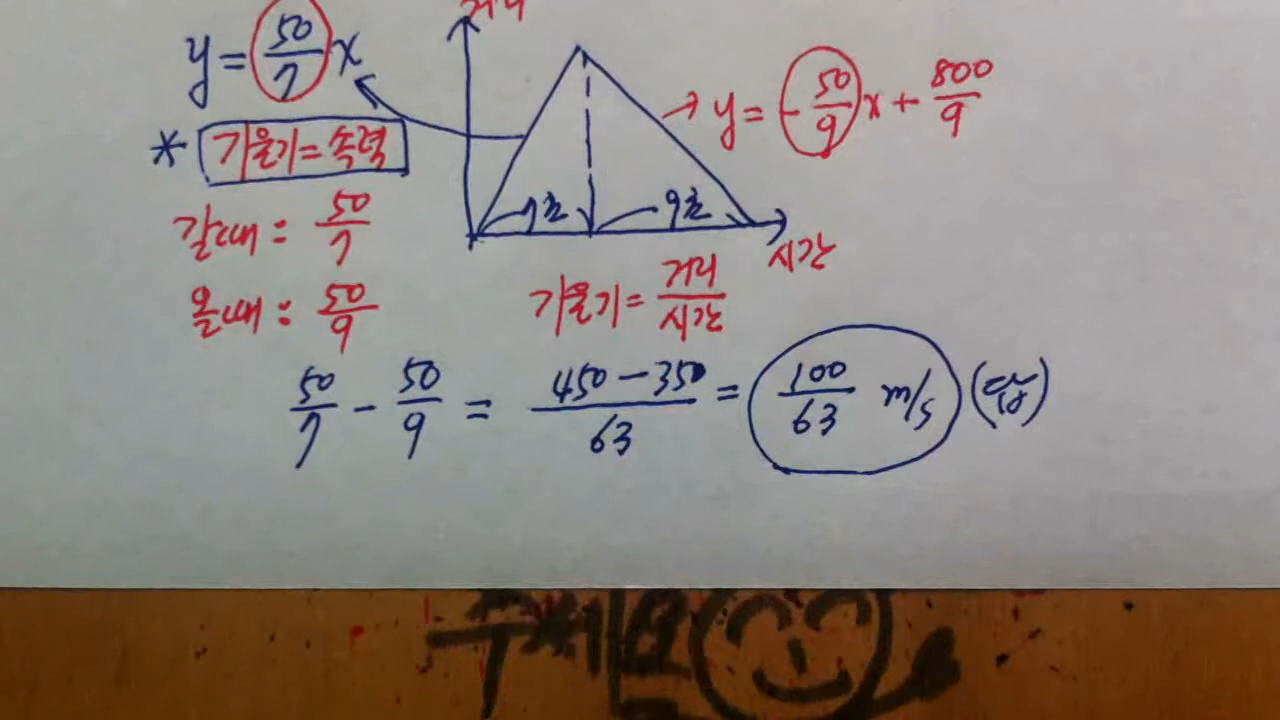 y = 50/7 x
거리
→ y = - 50/9 x + 800/9
* 기울기 = 속력
7초
9초
시간
갈때 = 50/7
올때 = 50/9
기울기 = 거리/시간
50/7 - 50/9 = 450-350/63 = 100/63 m/s (답)